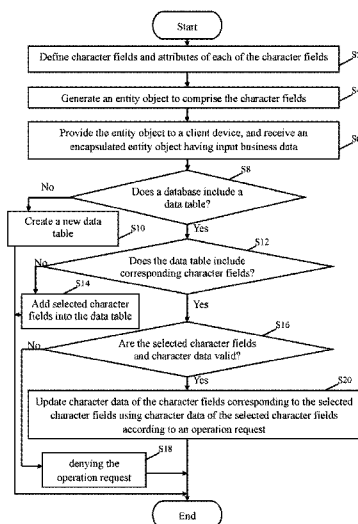 Start
Define character fields and attributes of each of the character fields
Generate an entity object to comprise the character fields
Provide the entity object to a client device, and receive an
encapsulated entity object having input business data
S8
No
Does a database include a
data table?
Create a new data
table
S10
Yes
S12
No
Does the data table include
corresponding character fields?
S14
Add selected character
fields into the data table
Yes
S16
No
Are the selected character fields
and character data valid?
Yes
S20
Update character data of the character fields corresponding to the
selected character fields using character data of the selected character fields
according to an operation request
S18
denying the
operation request
End